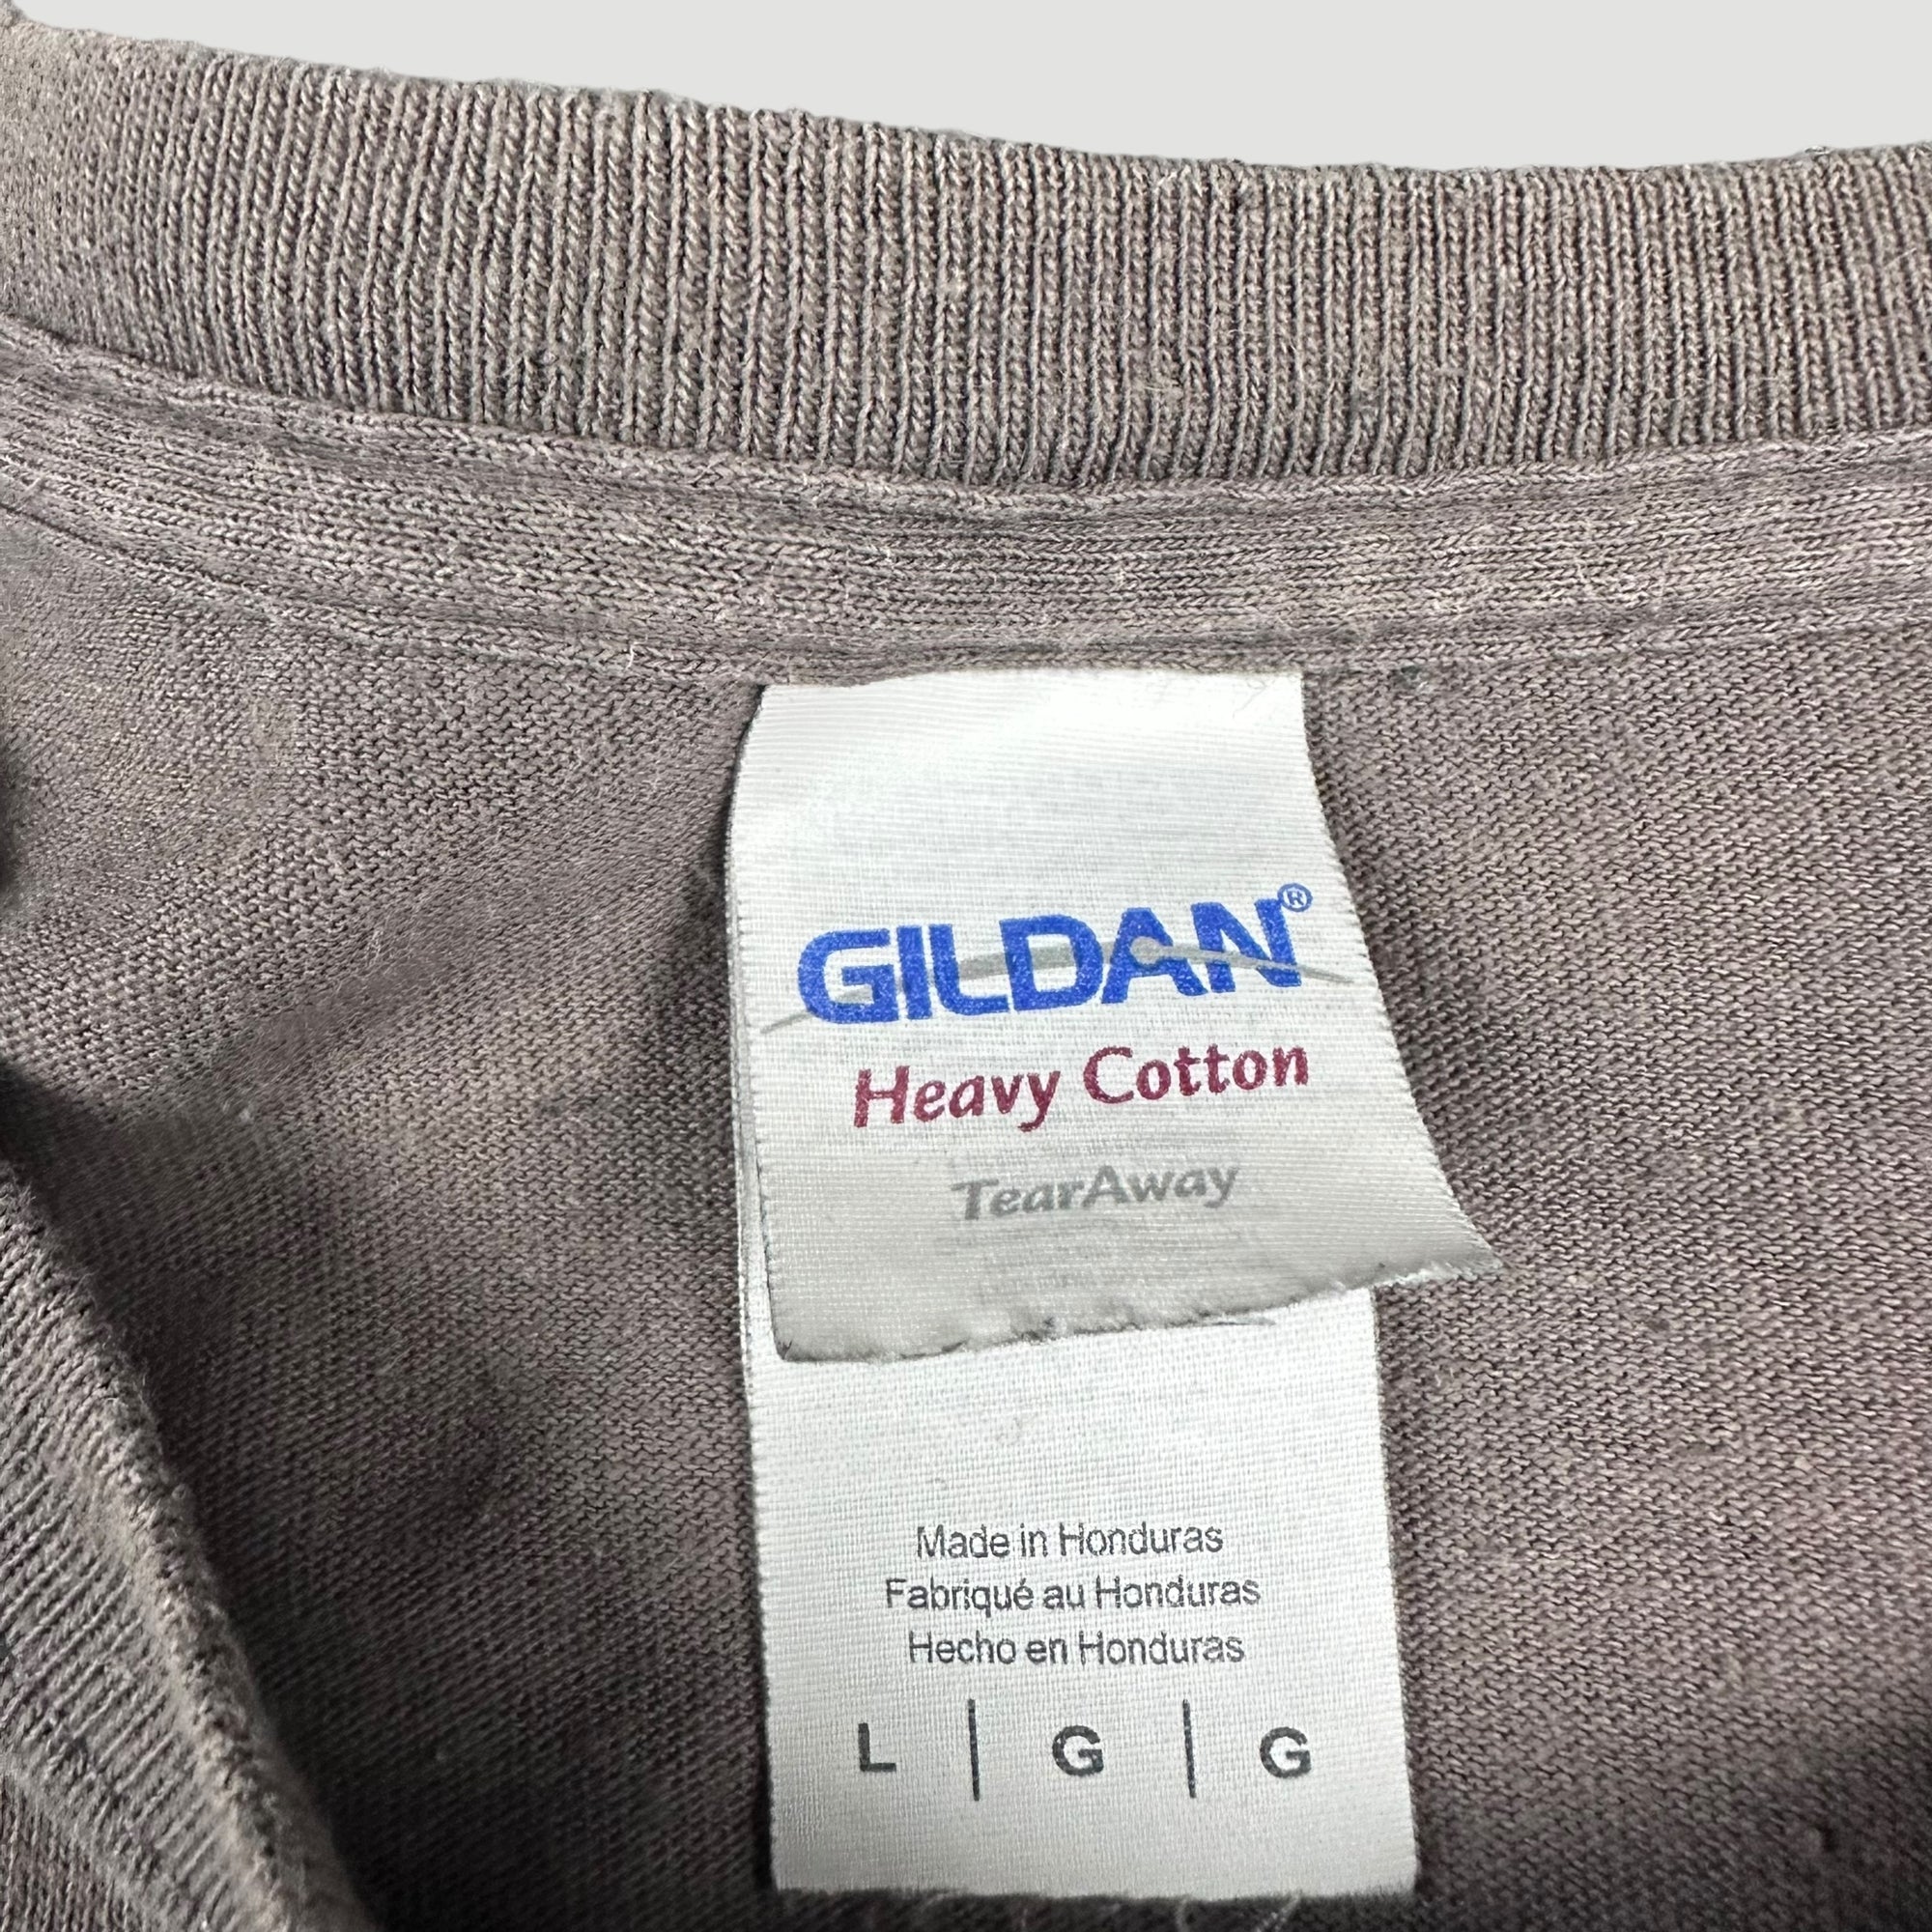 GILDAN®
Heavy Cotton
TearAway
Made in Honduras
Fabriqué au Honduras
Hecho en Honduras
L | G | G